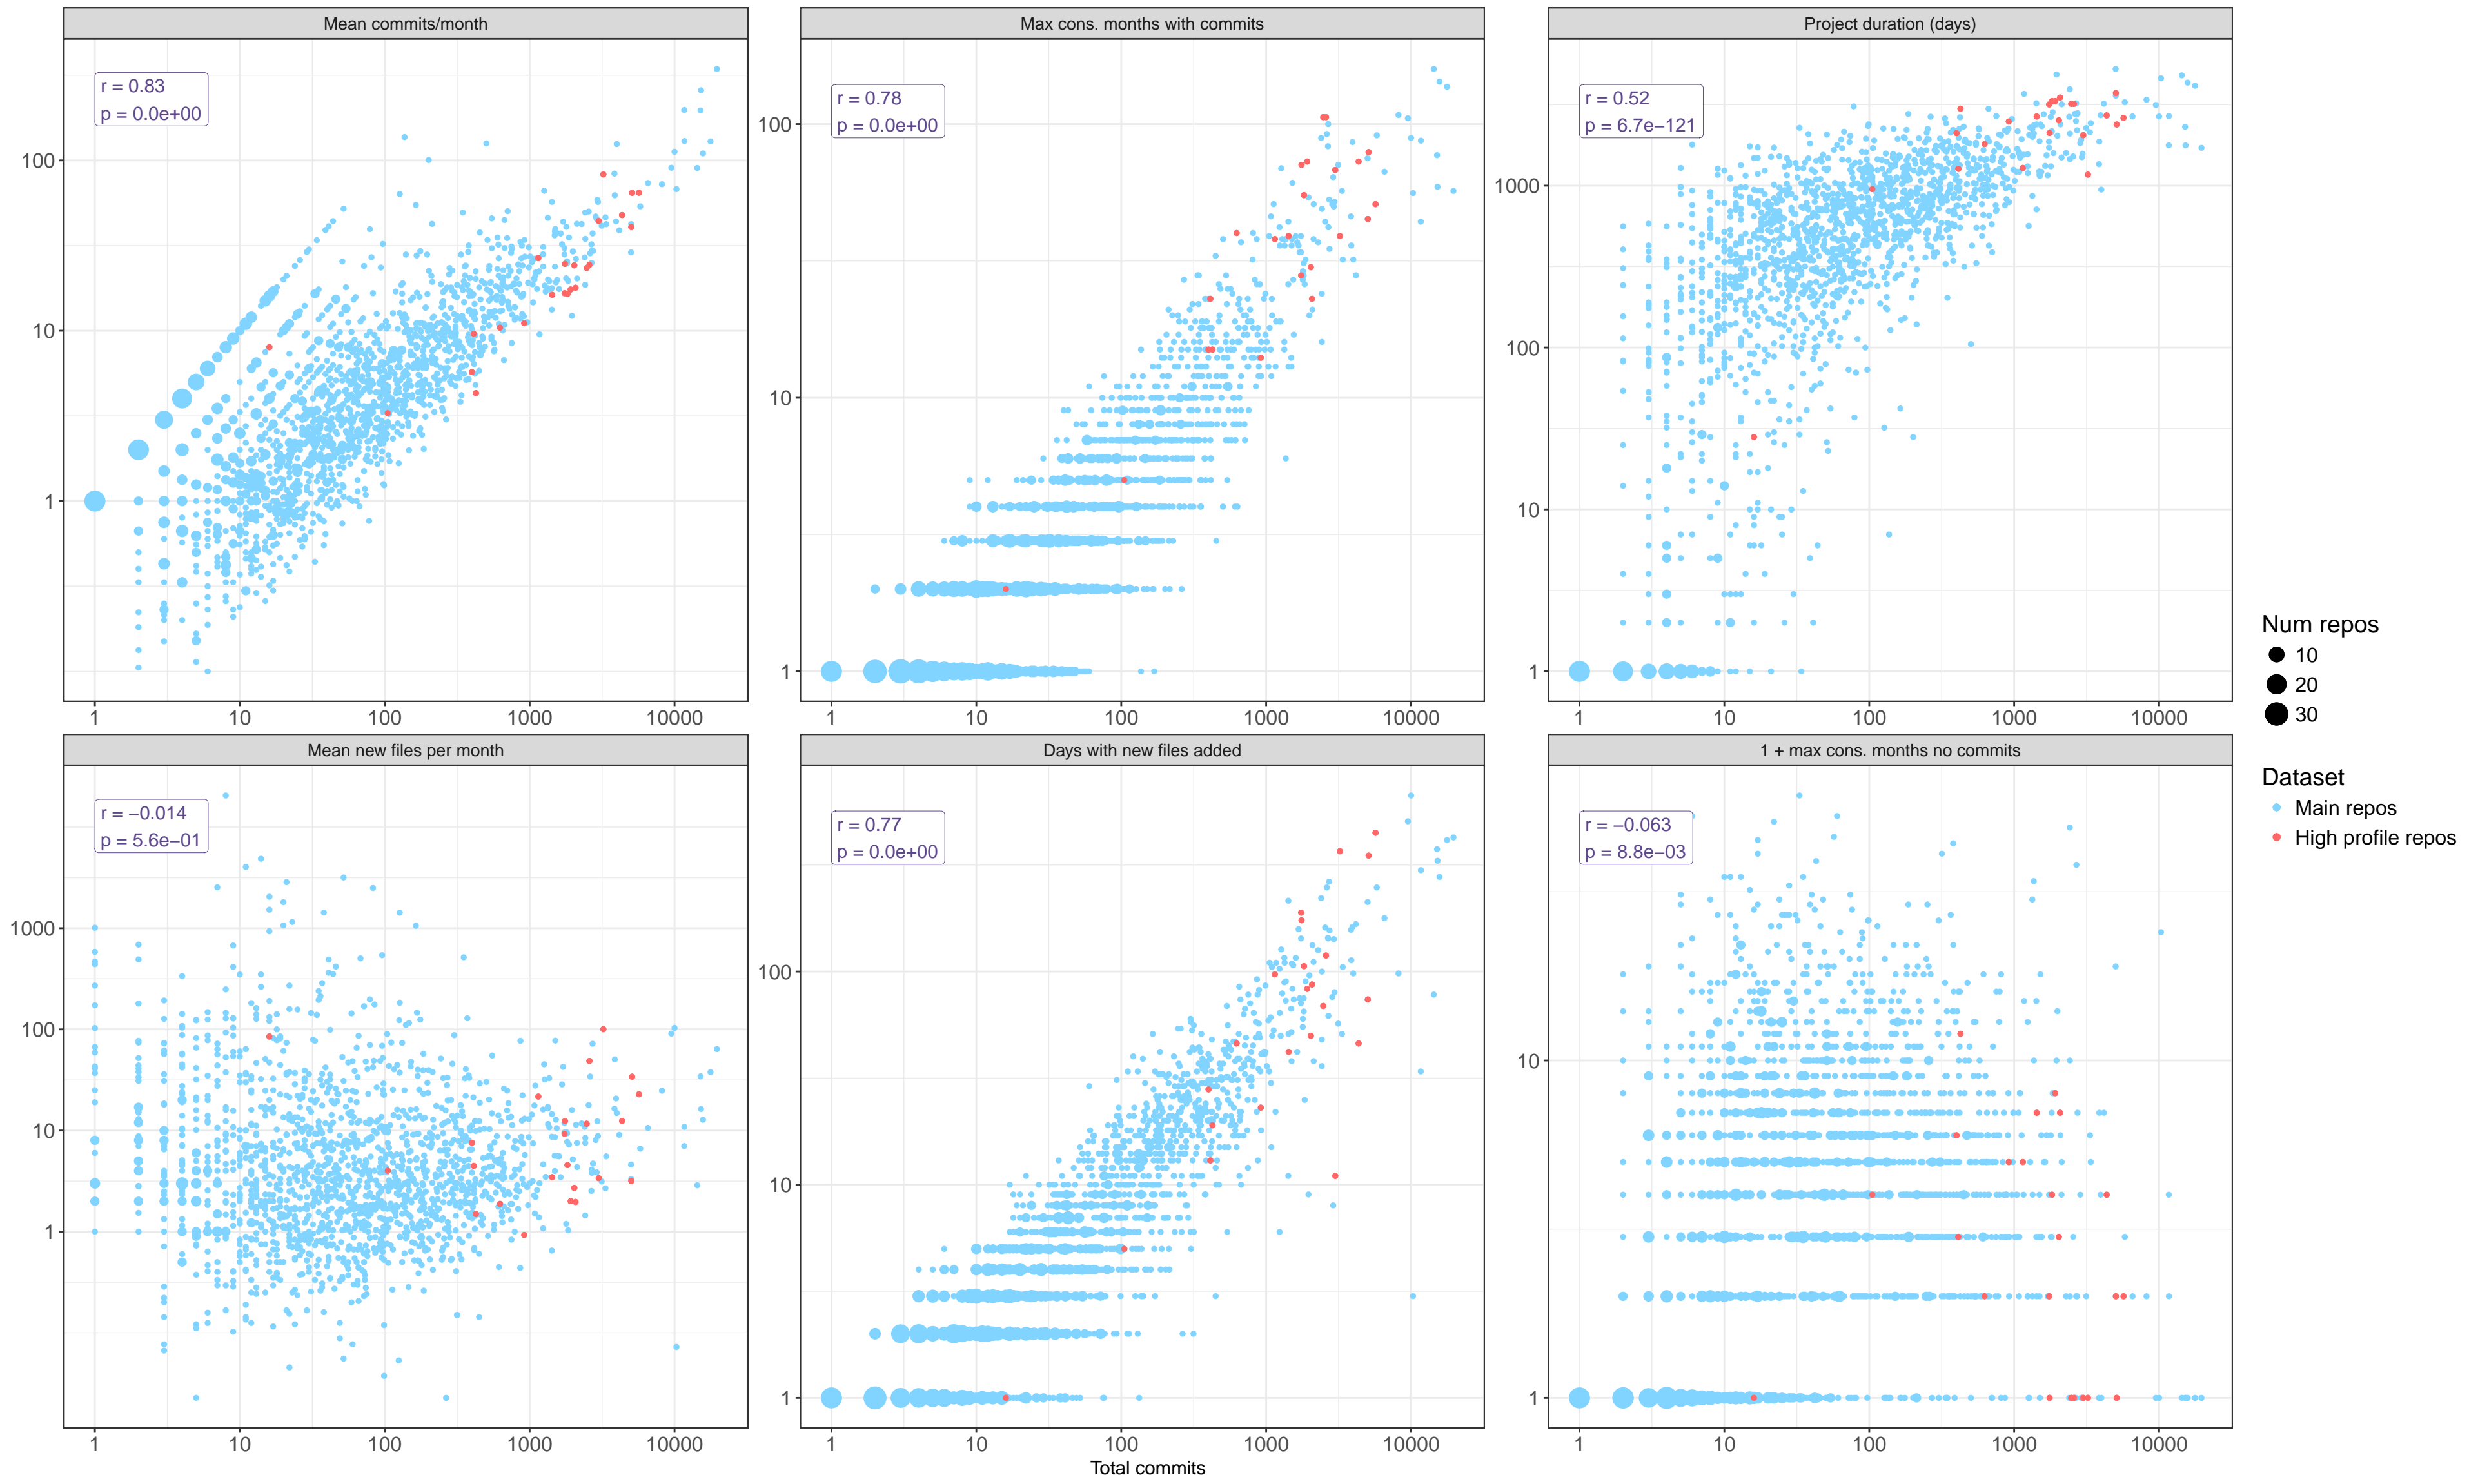 Mean commits/month
Max cons. months with commits
Project duration (days)
r = 0.83
p = 0.0e+00
r = 0.78
p = 0.0e+00
r = 0.52
p = 6.7e−121
100
10
1
100
10
1
1000
100
10
1
1 10 100 1000 10000
1 10 100 1000 10000
1 10 100 1000 10000
Mean new files per month
Days with new files added
1 + max cons. months no commits
r = −0.014
p = 5.6e−01
r = 0.77
p = 0.0e+00
r = −0.063
p = 8.8e−03
1000
100
10
1
100
10
1
10
1
1 10 100 1000 10000
1 10 100 1000 10000
1 10 100 1000 10000
Total commits
Num repos
10
20
30
Dataset
Main repos
High profile repos